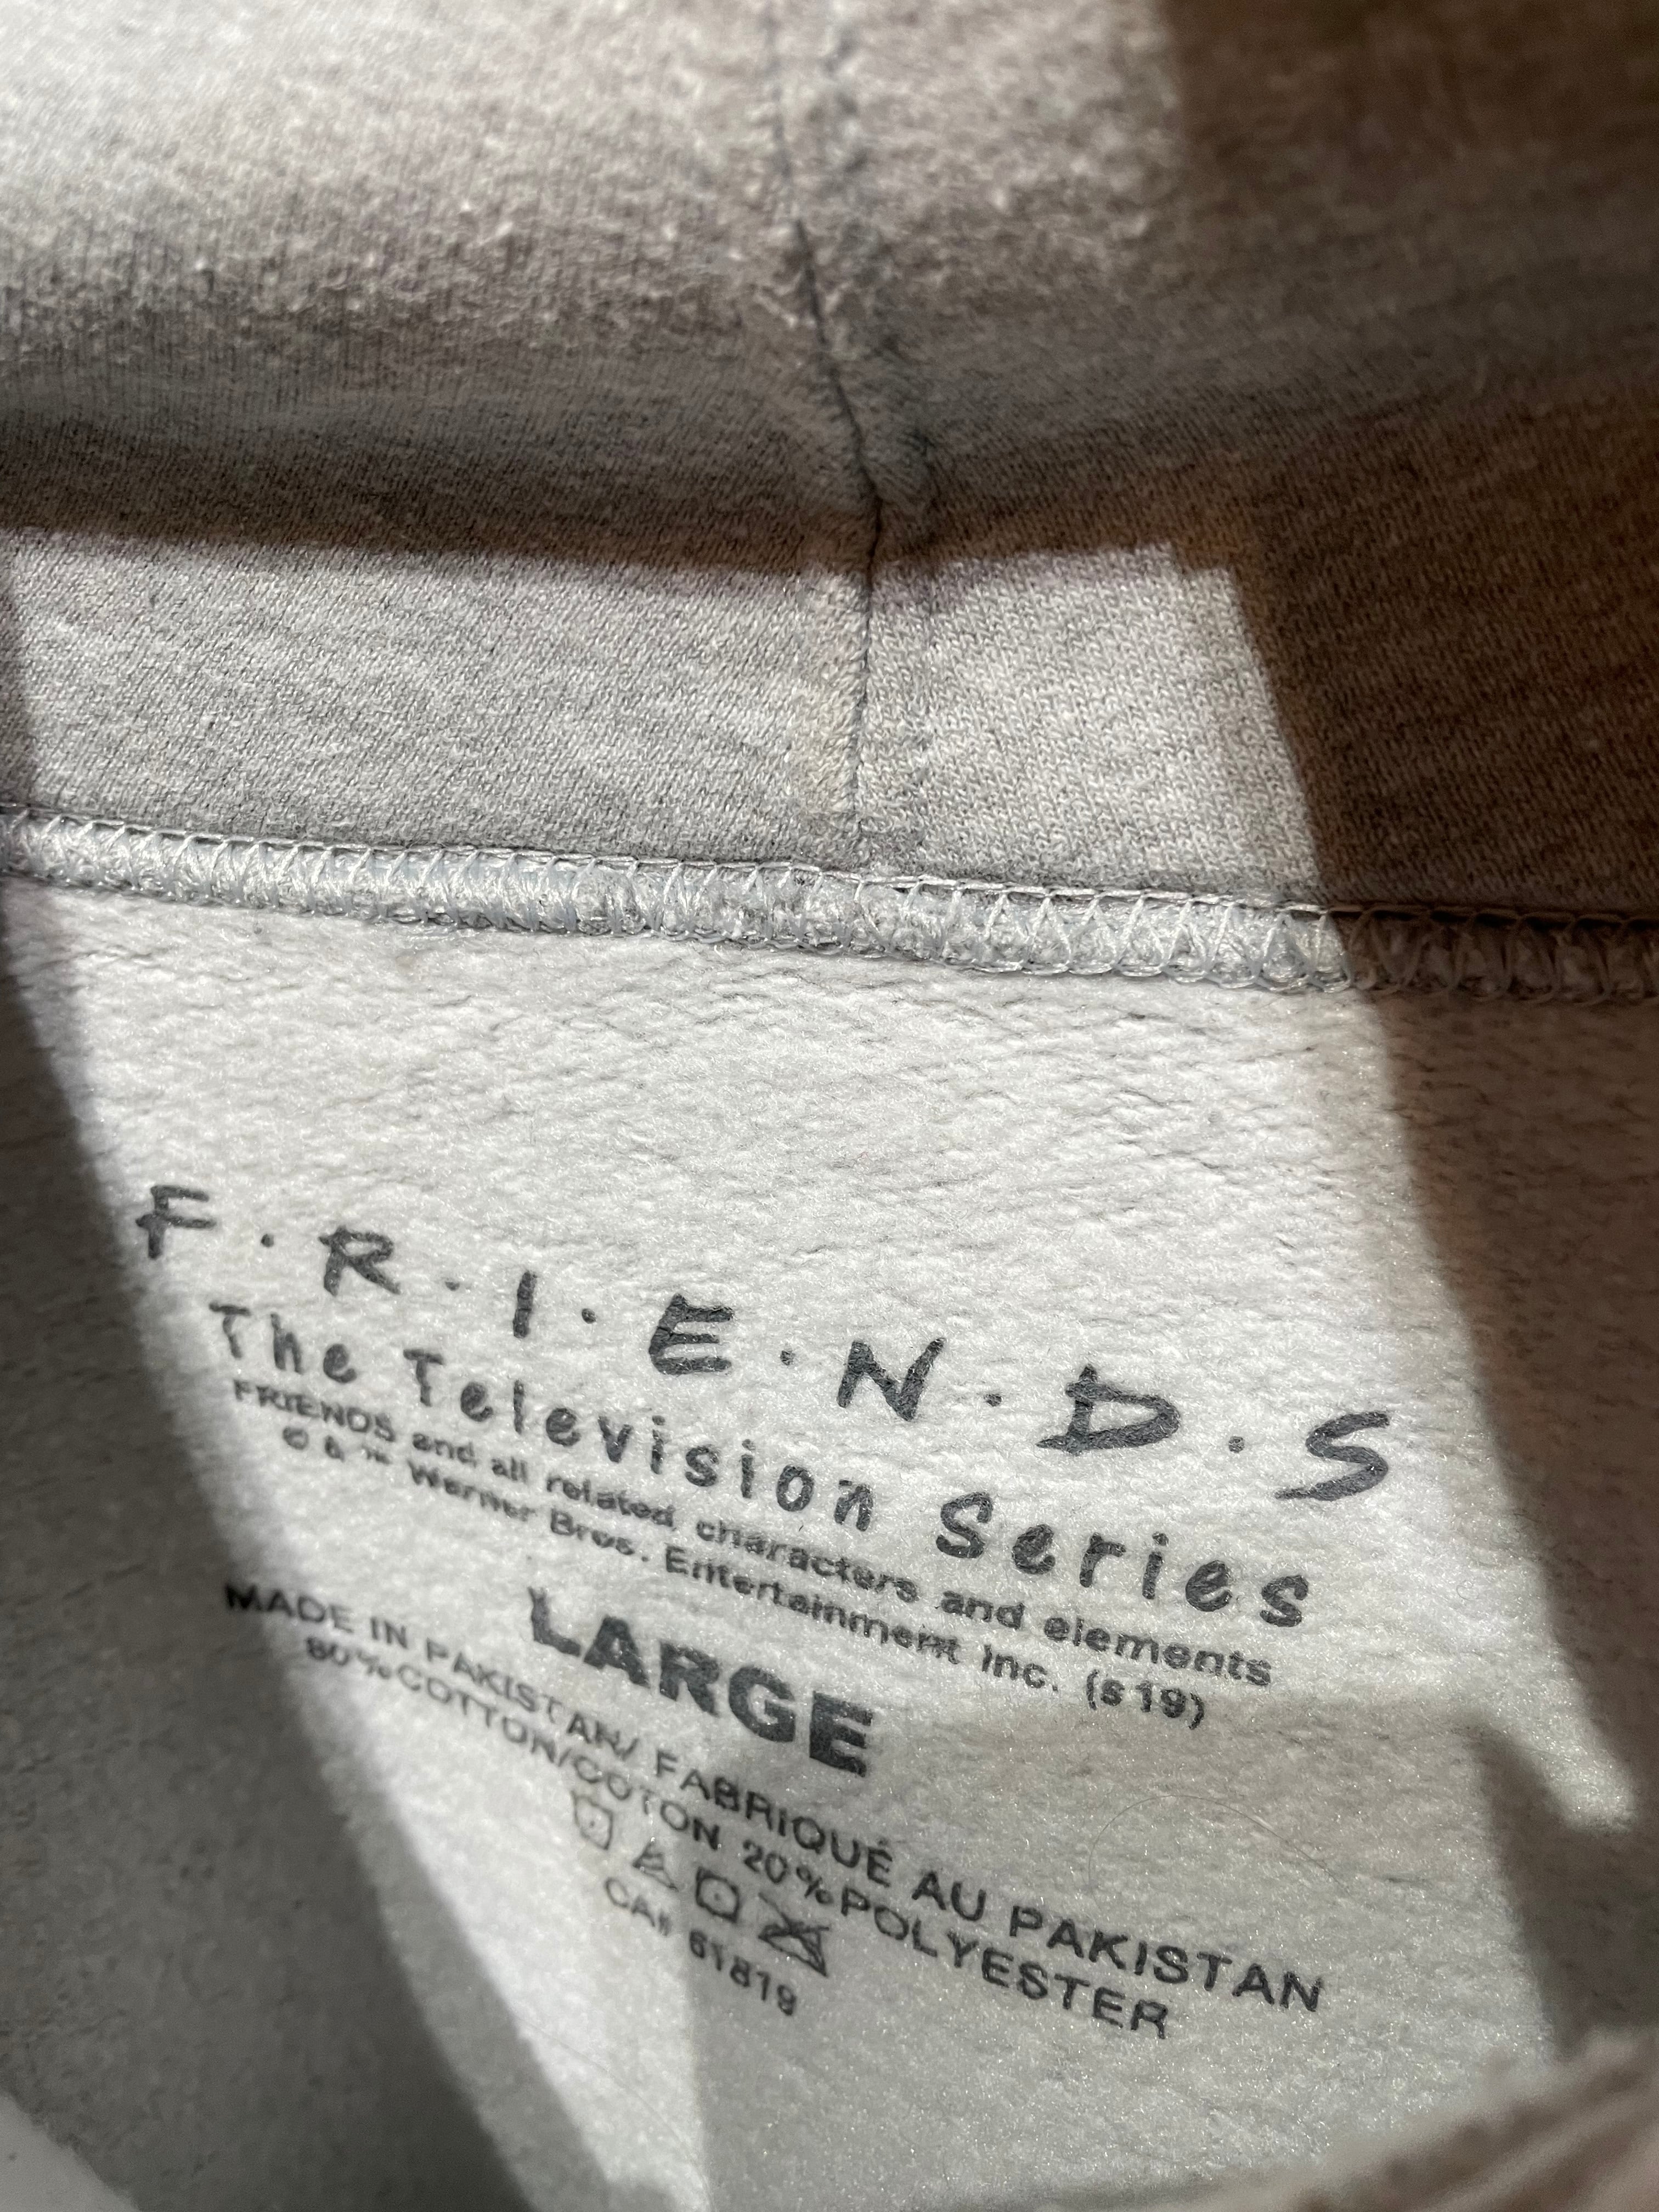 F·R·I·E·N·D·S
The Television Series
FRIENDS and all related characters and elements
© & ™ Warner Bros. Entertainment Inc. (s19)
LARGE
MADE IN PAKISTAN/ FABRIQUÉ AU PAKISTAN
80%COTTON/COTON 20%POLYESTER
CA# 61819